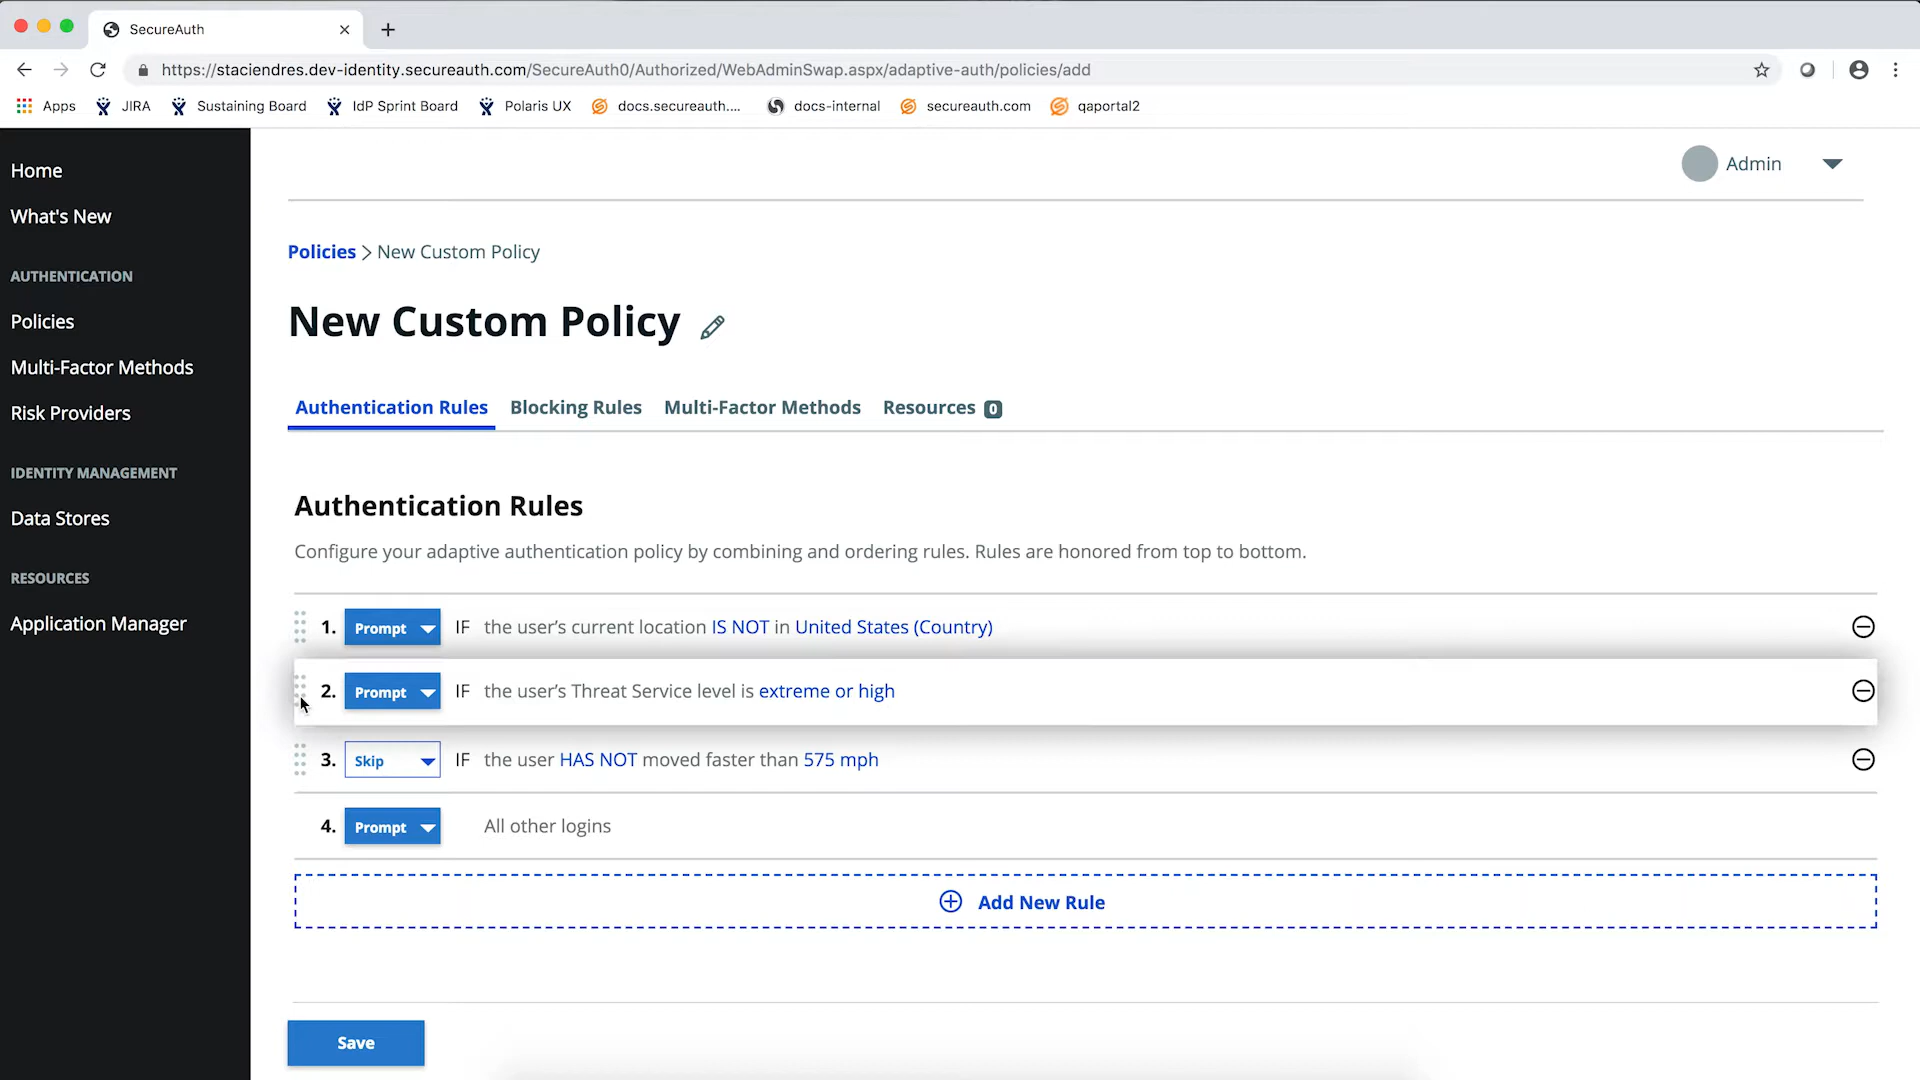 SecureAuth
https://staciendres.dev-identity.secureauth.com/SecureAuth0/Authorized/WebAdminSwap.aspx/adaptive-auth/policies/add
Apps JIRA Sustaining Board IdP Sprint Board Polaris UX docs.secureauth.... docs-internal secureauth.com qaportal2
Admin
Home
What's New
AUTHENTICATION
Policies
Multi-Factor Methods
Risk Providers
IDENTITY MANAGEMENT
Data Stores
RESOURCES
Application Manager
Policies > New Custom Policy
New Custom Policy
Authentication Rules Blocking Rules Multi-Factor Methods Resources 0
Authentication Rules
Configure your adaptive authentication policy by combining and ordering rules. Rules are honored from top to bottom.
1. Prompt IF the user’s current location IS NOT in United States (Country)
2. Prompt IF the user’s Threat Service level is extreme or high
3. Skip IF the user HAS NOT moved faster than 575 mph
4. Prompt All other logins
Add New Rule
Save